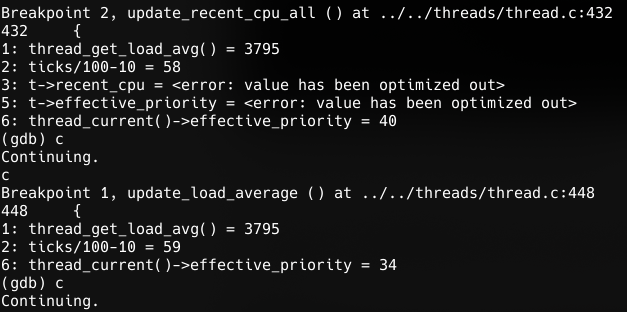 Breakpoint 2, update_recent_cpu_all () at ../../threads/thread.c:432
432     {
1: thread_get_load_avg() = 3795
2: ticks/100-10 = 58
3: t->recent_cpu = <error: value has been optimized out>
5: t->effective_priority = <error: value has been optimized out>
6: thread_current()->effective_priority = 40
(gdb) c
Continuing.
c
Breakpoint 1, update_load_average () at ../../threads/thread.c:448
448     {
1: thread_get_load_avg() = 3795
2: ticks/100-10 = 59
6: thread_current()->effective_priority = 34
(gdb) c
Continuing.